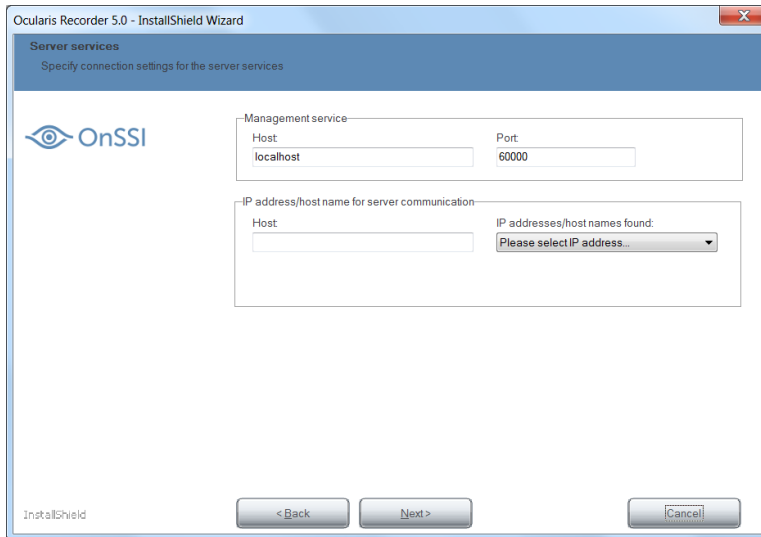 Ocularis Recorder 5.0 - InstallShield Wizard
Server services
Specify connection settings for the server services
OnSSI
Management service
Host: Port:
localhost 60000
IP address/host name for server communication
Host: IP addresses/host names found:
Please select IP address...
InstallShield
< Back Next > Cancel